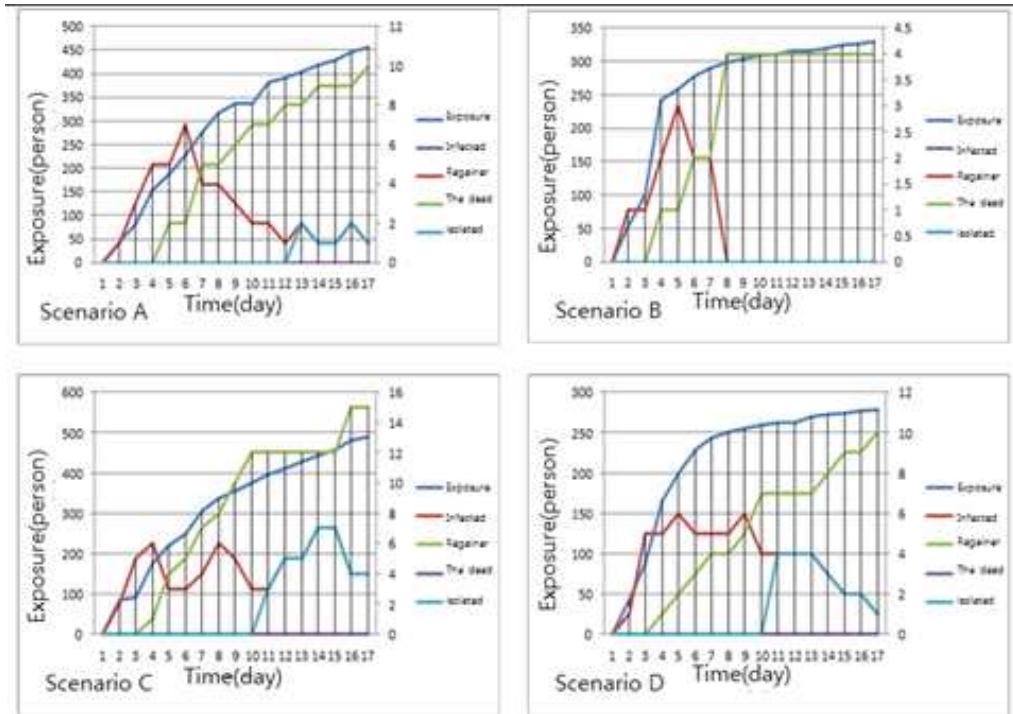 500
450
400
350
300
250
200
150
100
50
0
12
10
8
6
4
2
0
Exposure(person)
1 2 3 4 5 6 7 8 9 10 11 12 13 14 15 16 17
Time(day)
Exposure
Infected
Regainer
The dead
Isolated
Scenario A
350
300
250
200
150
100
50
0
4.5
4
3.5
3
2.5
2
1.5
1
0.5
0
Exposure(person)
1 2 3 4 5 6 7 8 9 10 11 12 13 14 15 16 17
Time(day)
Exposure
Infected
Regainer
The dead
Isolated
Scenario B
600
500
400
300
200
100
0
16
14
12
10
8
6
4
2
0
Exposure(person)
1 2 3 4 5 6 7 8 9 10 11 12 13 14 15 16 17
Time(day)
Exposure
Infected
Regainer
The dead
Isolated
Scenario C
300
250
200
150
100
50
0
12
10
8
6
4
2
0
Exposure(person)
1 2 3 4 5 6 7 8 9 10 11 12 13 14 15 16 17
Time(day)
Exposure
Infected
Regainer
The dead
Isolated
Scenario D